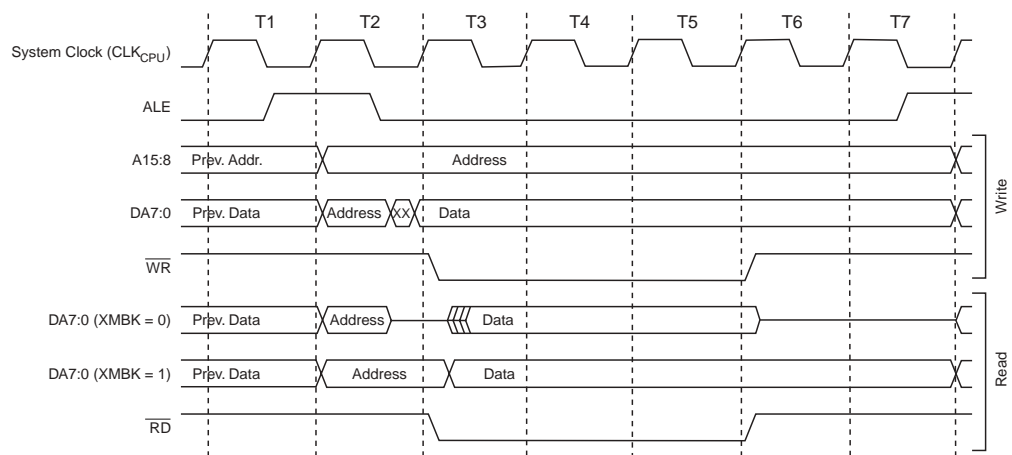 T1 T2 T3 T4 T5 T6 T7
System Clock (CLKCPU)
ALE
A15:8 Prev. Addr. Address
DA7:0 Prev. Data Address XX Data
WR
Write
DA7:0 (XMBK = 0) Prev. Data Address Data
DA7:0 (XMBK = 1) Prev. Data Address Data
RD
Read